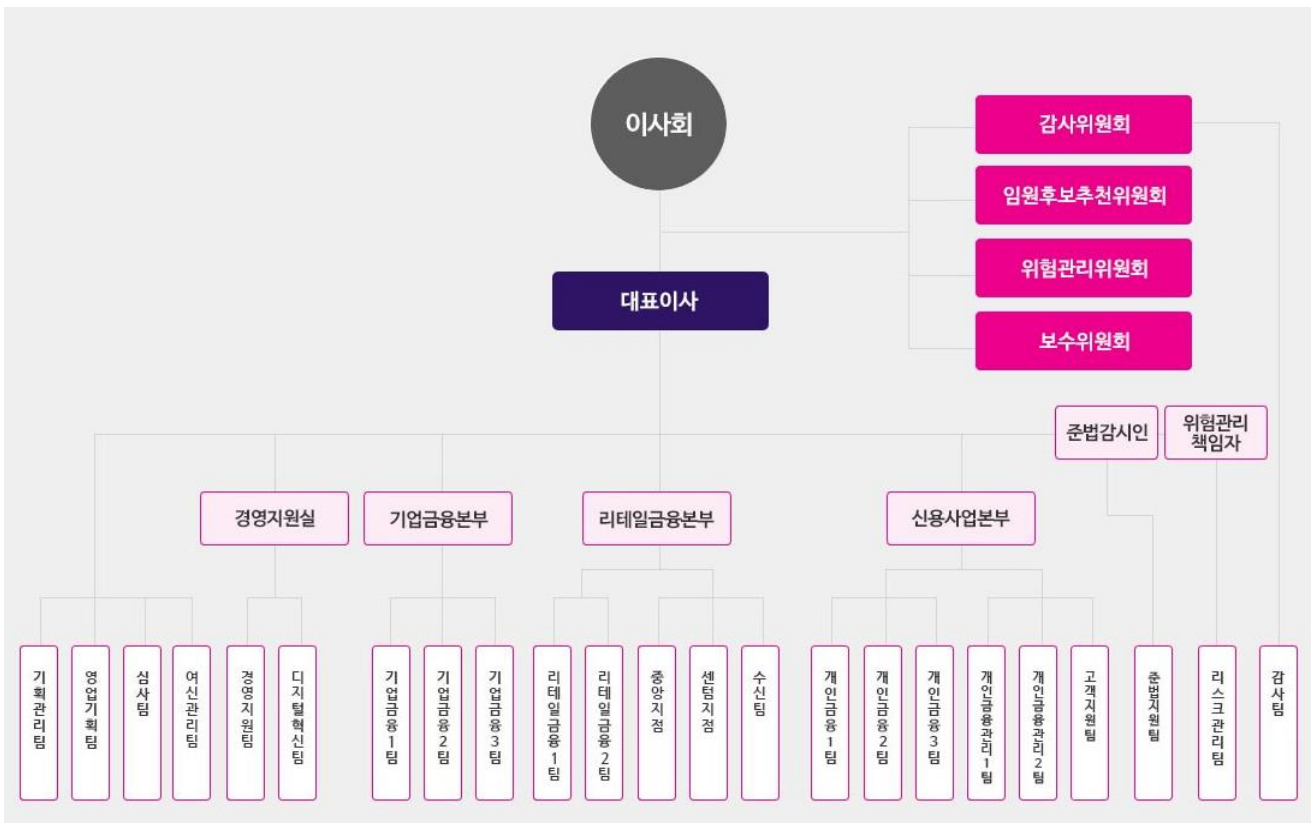 이사회
감사위원회
임원후보추천위원회
위험관리위원회
대표이사
보수위원회
준법감시인
위험관리
책임자
경영지원실
기업금융본부
리테일금융본부
신용사업본부
기획관리팀
영업기획팀
심사팀
여신관리팀
경영지원팀
디지털혁신팀
기업금융1팀
기업금융2팀
기업금융3팀
리테일금융1팀
리테일금융2팀
중앙지점
센텀지점
수신팀
개인금융1팀
개인금융2팀
개인금융3팀
개인금융관리1팀
개인금융관리2팀
고객지원팀
준법지원팀
리스크관리팀
감사팀